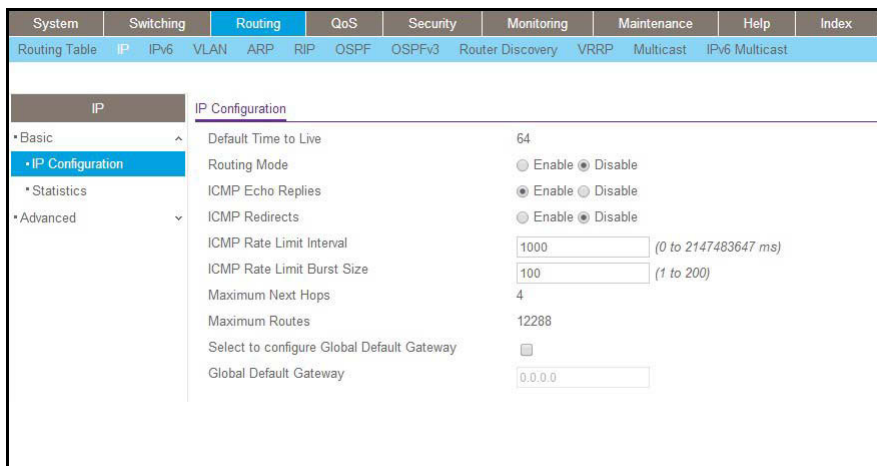 System Switching Routing QoS Security Monitoring Maintenance Help Index
Routing Table IP IPv6 VLAN ARP RIP OSPF OSPFv3 Router Discovery VRRP Multicast IPv6 Multicast
IP
Basic
IP Configuration
Statistics
Advanced
IP Configuration
Default Time to Live 64
Routing Mode Enable Disable
ICMP Echo Replies Enable Disable
ICMP Redirects Enable Disable
ICMP Rate Limit Interval 1000 (0 to 2147483647 ms)
ICMP Rate Limit Burst Size 100 (1 to 200)
Maximum Next Hops 4
Maximum Routes 12288
Select to configure Global Default Gateway
Global Default Gateway 0.0.0.0